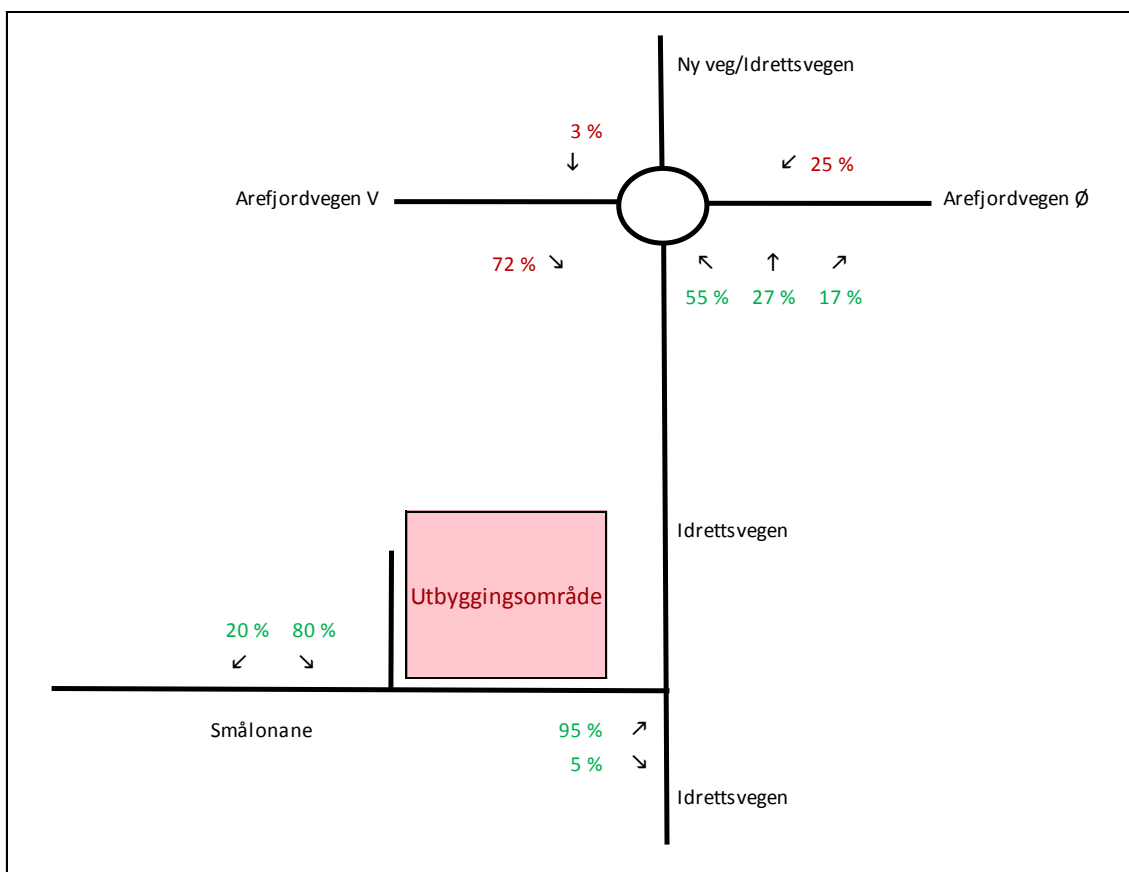 Ny veg/Idrettsvegen
3 %
↓
↙ 25 %
Arefjordvegen V
Arefjordvegen Ø
72 % ↘
↖ ↑ ↗
55 % 27 % 17 %
Idrettsvegen
Utbyggingsområde
20 % 80 %
↙ ↘
Smålonane
95 % ↗
5 % ↘
Idrettsvegen